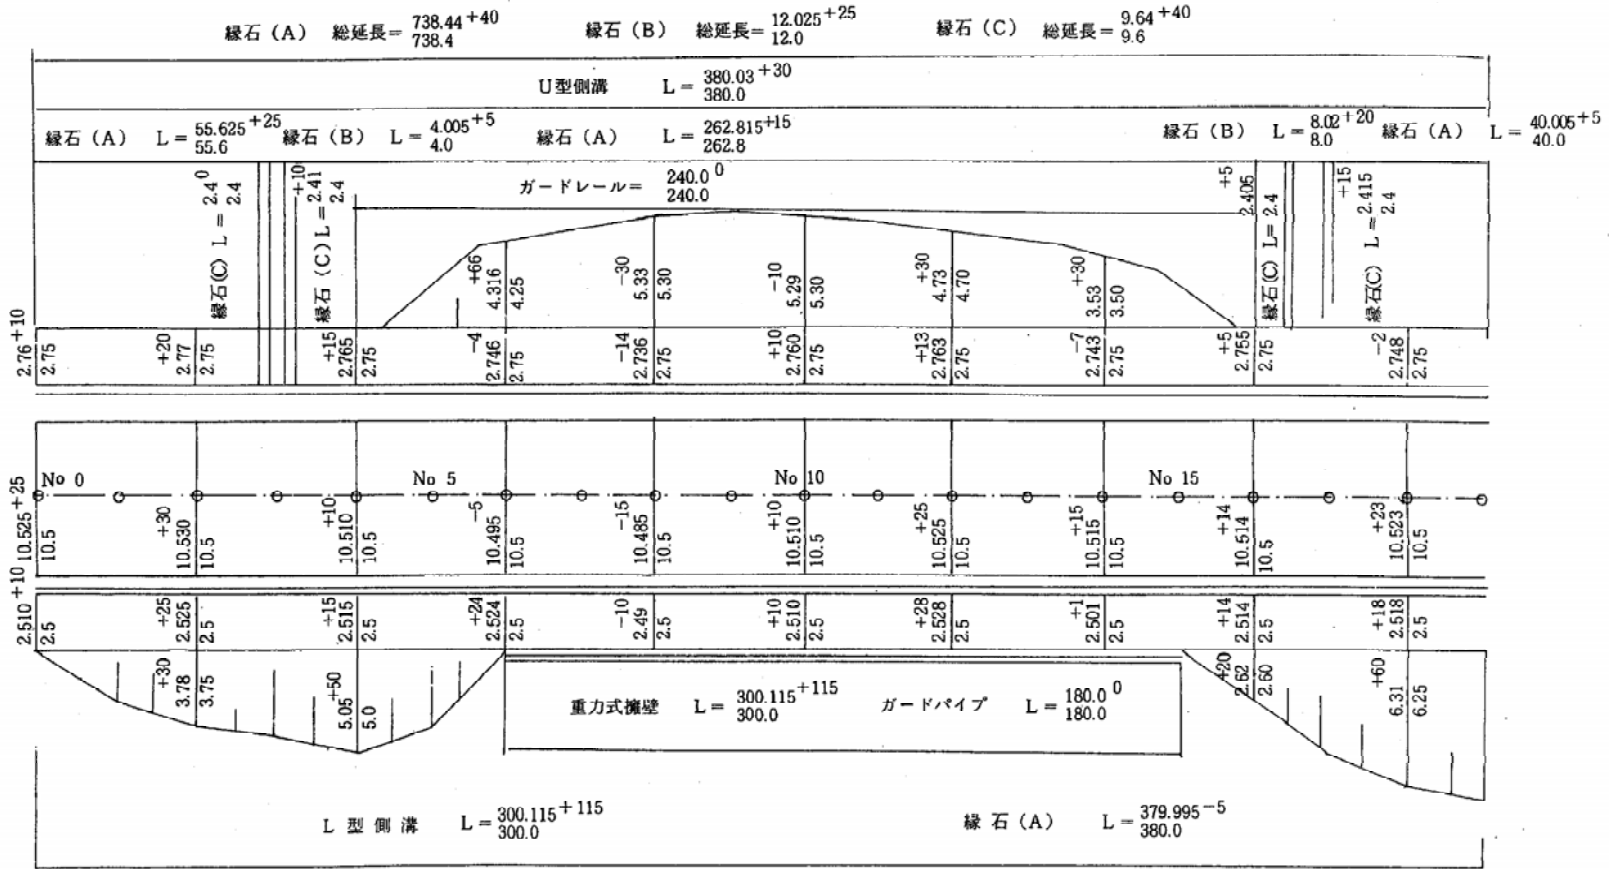 縁石(A) 総延長= 738.44 +40 738.4 縁石(B) 総延長= 12.025 +25 12.0 縁石(C) 総延長= 9.64 +40 9.6
U型側溝 L= 380.03 +30 380.0
縁石(A) L= 55.625 +25 55.6 縁石(B) L= 4.005 +5 4.0 縁石(A) L= 262.815 +15 262.8 縁石(B) L= 8.02 +20 8.0 縁石(A) L= 40.005 +5 40.0
縁石(C) L= 2.4 0 2.4
縁石(C) L= 2.41 +10 2.4
ガードレール= 240.0 0 240.0
縁石(C) L= 2.405 +5 2.4
縁石(C) L= 2.415 +15 2.4
+66 4.316 4.25
-30 5.33 5.30
-10 5.29 5.30
+30 4.73 4.70
+30 3.53 3.50
2.76 +10 2.75
+20 2.77 2.75
+15 2.765 2.75
-4 2.746 2.75
-14 2.736 2.75
+10 2.760 2.75
+13 2.763 2.75
-7 2.743 2.75
+5 2.755 2.75
-2 2.748 2.75
No 0 No 5 No 10 No 15
10.525 +25 10.5
+30 10.530 10.5
+10 10.510 10.5
-5 10.495 10.5
-15 10.485 10.5
+10 10.510 10.5
+25 10.525 10.5
+15 10.515 10.5
+14 10.514 10.5
+23 10.523 10.5
2.510 +10 2.5
+25 2.525 2.5
+15 2.515 2.5
+24 2.524 2.5
-10 2.49 2.5
+10 2.510 2.5
+28 2.528 2.5
+1 2.501 2.5
+14 2.514 2.5
+18 2.518 2.5
+30 3.78 3.75
+50 5.05 5.0
+20 2.62 2.60
+60 6.31 6.25
重力式擁壁 L= 300.115 +115 300.0 ガードパイプ L= 180.0 0 180.0
L型側溝 L= 300.115 +115 300.0 縁石(A) L= 379.995 -5 380.0